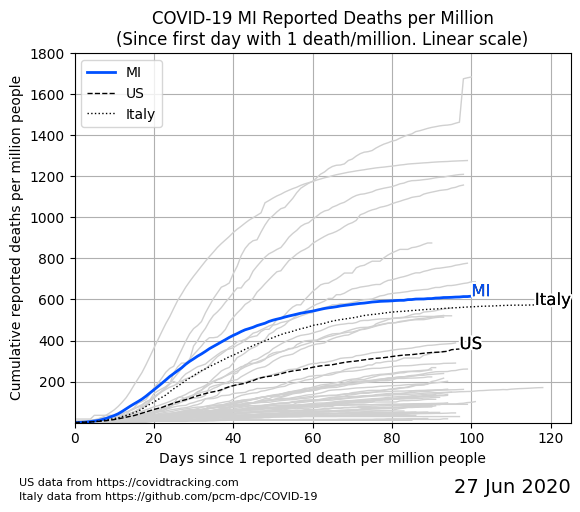 COVID-19 MI Reported Deaths per Million
(Since first day with 1 death/million. Linear scale)
Cumulative reported deaths per million people
1800
1600
1400
1200
1000
800
600
400
200
MI
US
Italy
MI
Italy
US
0
20
40
60
80
100
120
Days since 1 reported death per million people
US data from https://covidtracking.com
Italy data from https://github.com/pcm-dpc/COVID-19
27 Jun 2020